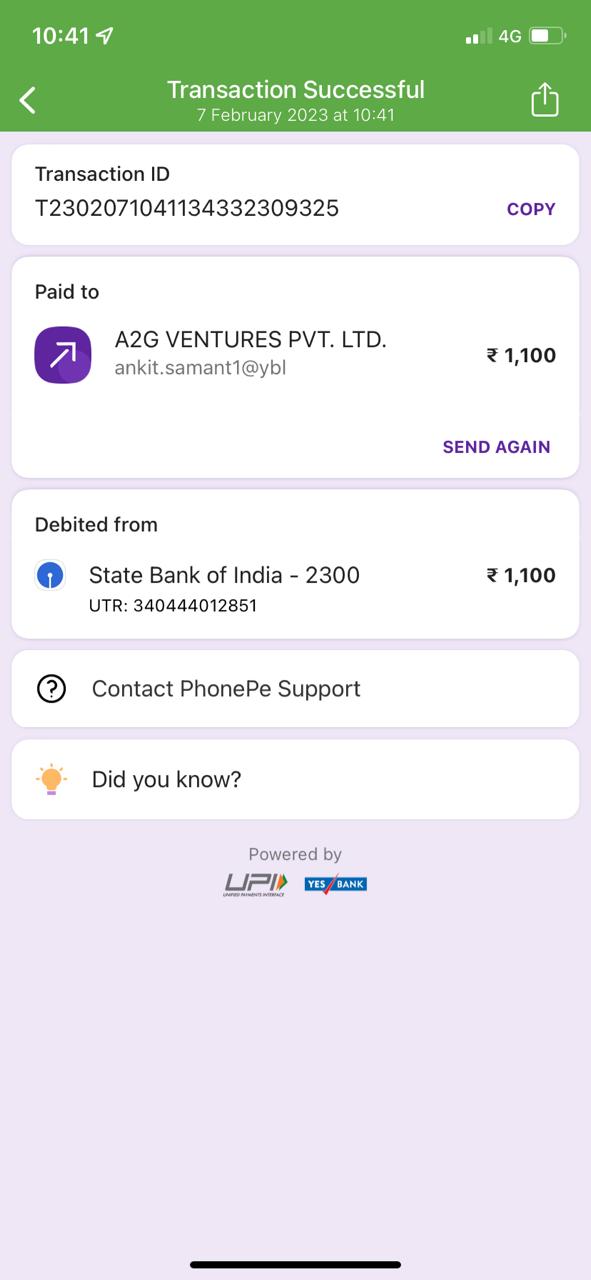 10:41
4G
Transaction Successful
7 February 2023 at 10:41
Transaction ID
T2302071041134332309325
COPY
Paid to
A2G VENTURES PVT. LTD.
₹ 1,100
ankit.samant1@ybl
SEND AGAIN
Debited from
State Bank of India - 2300
₹ 1,100
UTR: 340444012851
Contact PhonePe Support
Did you know?
Powered by
UPI
UNIFIED PAYMENTS INTERFACE
YES BANK